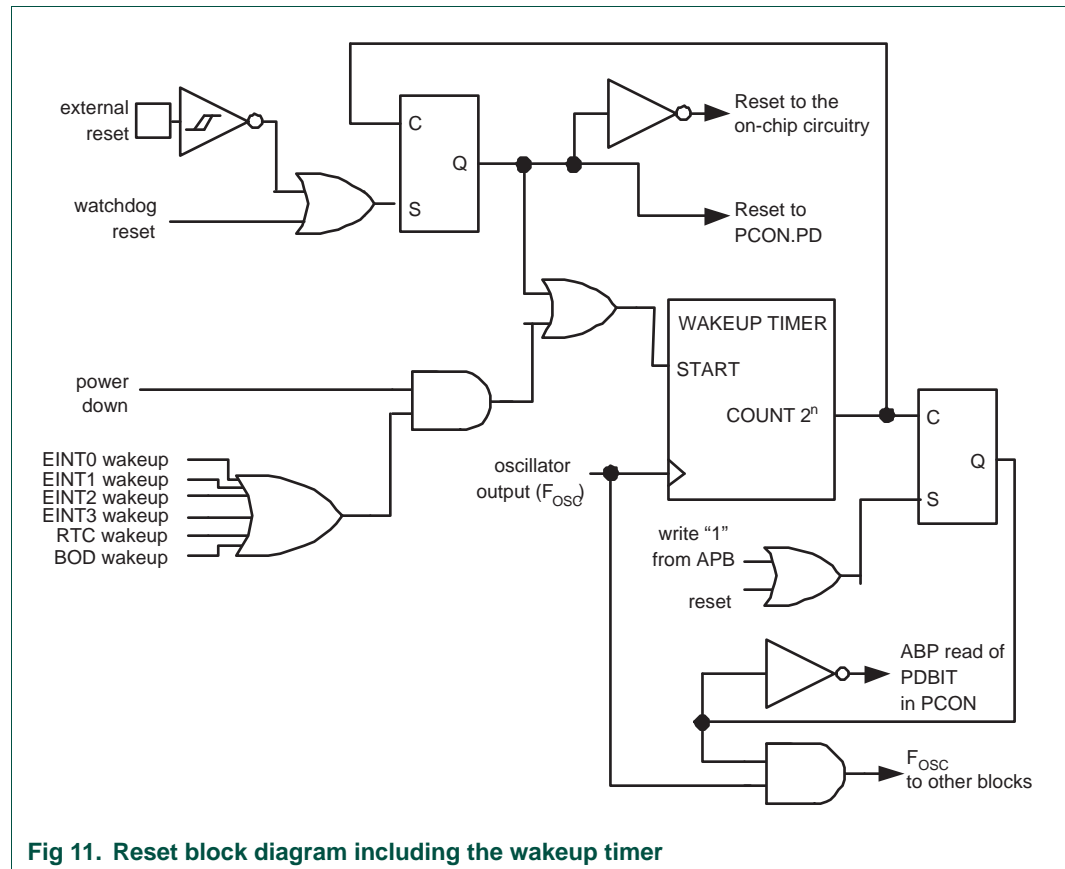 external
reset
C
Q
S
Reset to the
on-chip circuitry
watchdog
reset
Reset to
PCON.PD
WAKEUP TIMER
START
COUNT 2ⁿ
power
down
C
Q
S
EINT0 wakeup
EINT1 wakeup
EINT2 wakeup
EINT3 wakeup
RTC wakeup
BOD wakeup
oscillator
output (FOSC)
write “1”
from APB
reset
ABP read of
PDBIT
in PCON
FOSC
to other blocks
Fig 11. Reset block diagram including the wakeup timer